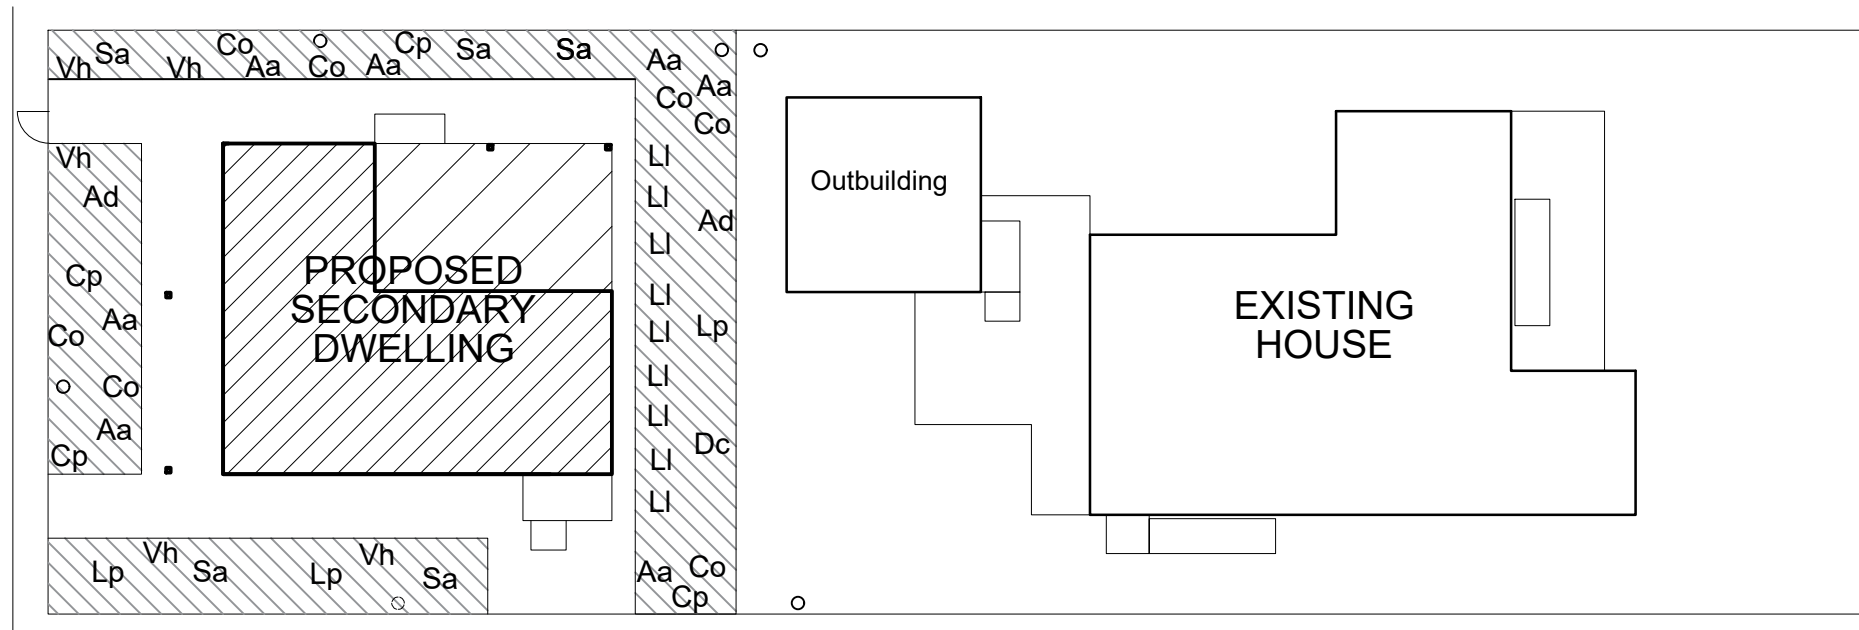 Sa
Co
Cp
Sa
Sa
Vh
Vh
Aa
Co
Aa
Aa
Aa
Co
Co
Vh
Ad
Cp
Aa
Co
Co
Aa
Cp
PROPOSED
SECONDARY
DWELLING
Ll
Ll
Ll
Ll
Ll
Ll
Ll
Ll
Ll
Ad
Lp
Dc
Aa
Co
Cp
Lp
Vh
Sa
Lp
Vh
Sa
Outbuilding
EXISTING
HOUSE